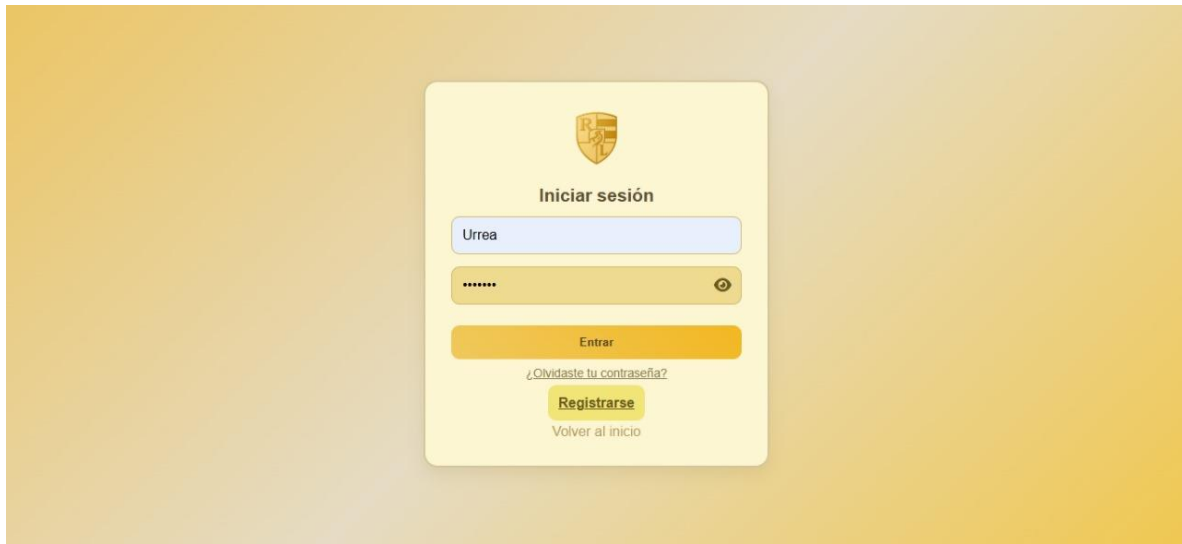 R
L
Iniciar sesión
Urrea
•••••••
Entrar
¿Olvidaste tu contraseña?
Registrarse
Volver al inicio